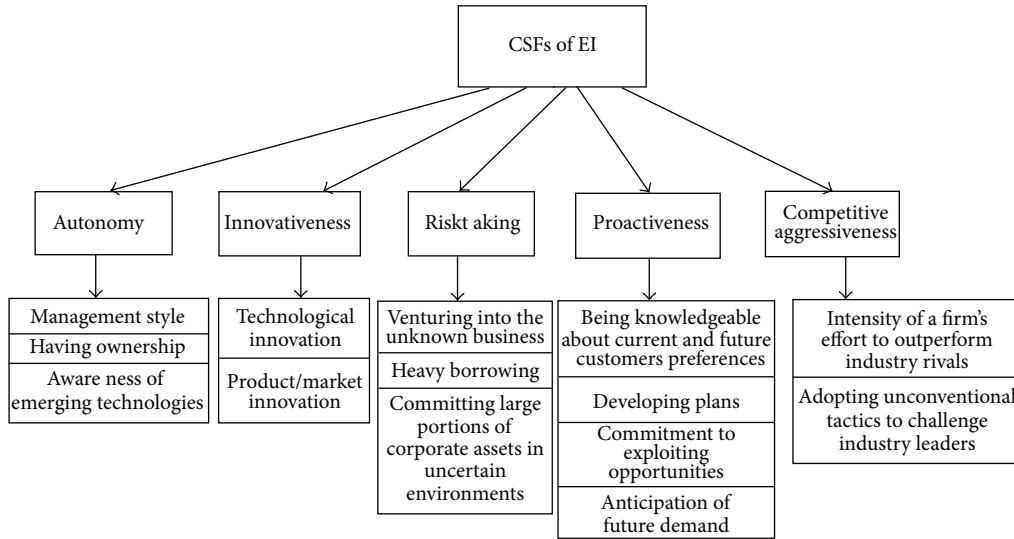 CSFs of EI
Autonomy
Innovativeness
Riskt aking
Proactiveness
Competitive
aggressiveness
Management style
Having ownership
Aware ness of
emerging technologies
Technological
innovation
Product/market
innovation
Venturing into the
unknown business
Heavy borrowing
Committing large
portions of
corporate assets in
uncertain
environments
Being knowledgeable
about current and future
customers preferences
Developing plans
Commitment to
exploiting
opportunities
Anticipation of
future demand
Intensity of a firm's
effort to outperform
industry rivals
Adopting unconventional
tactics to challenge
industry leaders